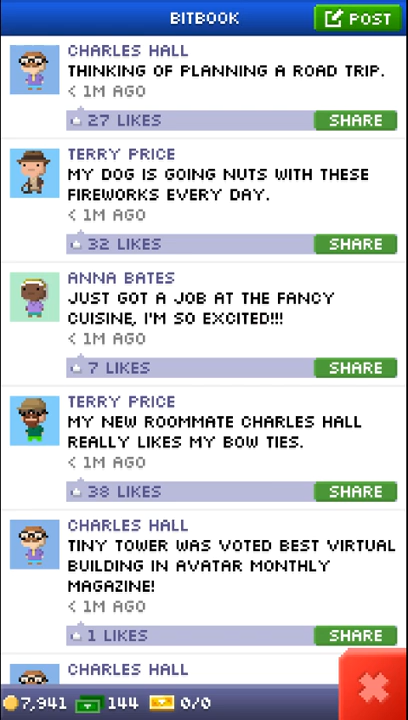 BITBOOK
POST
CHARLES HALL
THINKING OF PLANNING A ROAD TRIP.
< 1M AGO
27 LIKES
SHARE
TERRY PRICE
MY DOG IS GOING NUTS WITH THESE
FIREWORKS EVERY DAY.
< 1M AGO
32 LIKES
SHARE
ANNA BATES
JUST GOT A JOB AT THE FANCY
CUISINE, I'M SO EXCITED!!!
< 1M AGO
7 LIKES
SHARE
TERRY PRICE
MY NEW ROOMMATE CHARLES HALL
REALLY LIKES MY BOW TIES.
< 1M AGO
38 LIKES
SHARE
CHARLES HALL
TINY TOWER WAS VOTED BEST VIRTUAL
BUILDING IN AVATAR MONTHLY
MAGAZINE!
< 1M AGO
1 LIKES
SHARE
CHARLES HALL
7,941 144 0/0